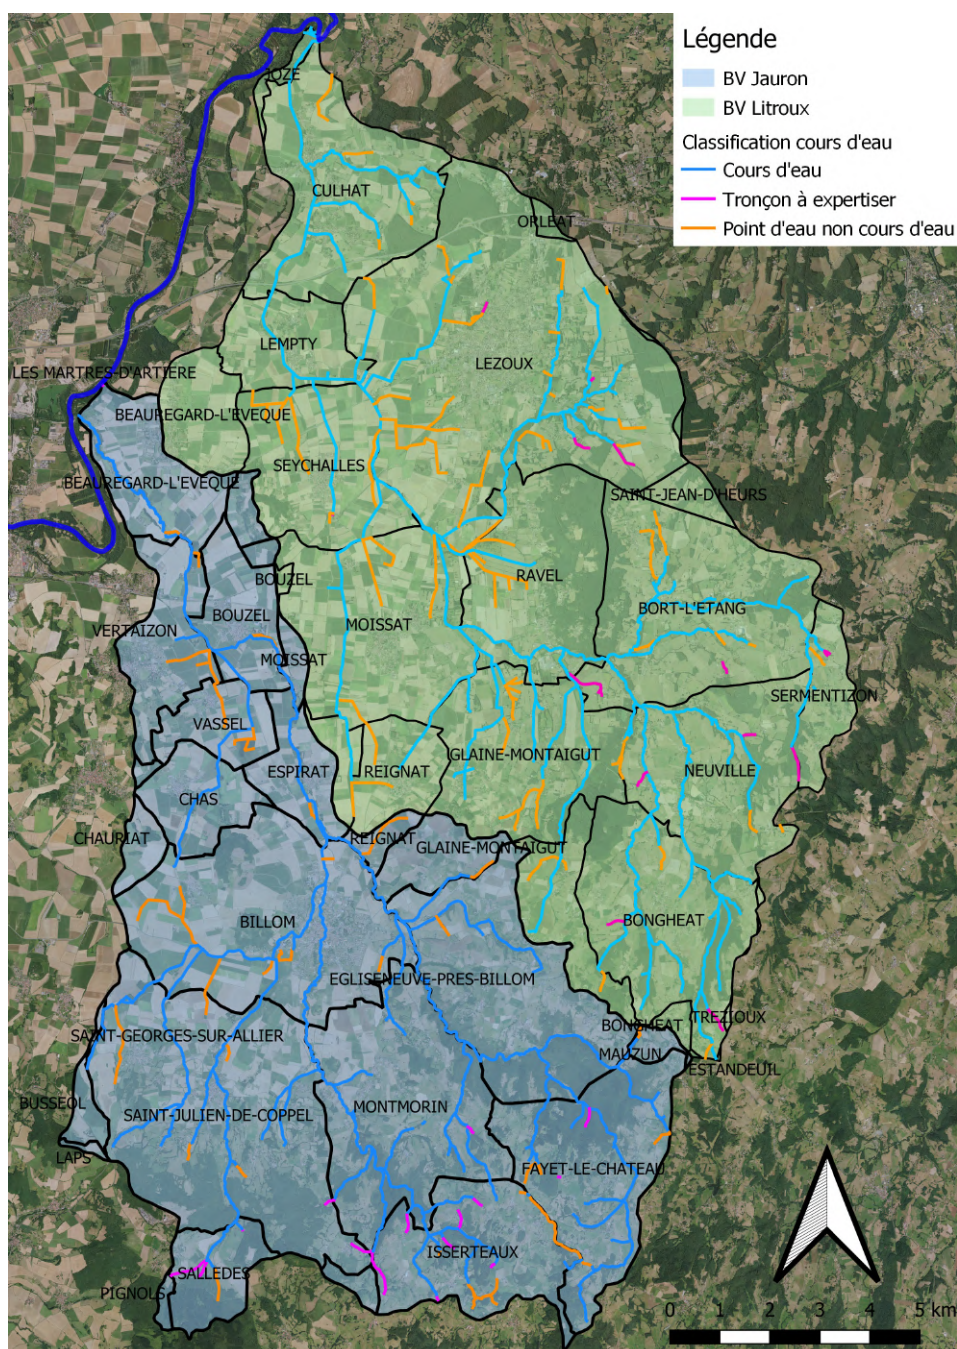 Légende
BV Jauron
BV Litroux
Classification cours d'eau
Cours d'eau
Tronçon à expertiser
Point d'eau non cours d'eau
JOZE
CULHAT
ORLEAT
LEMPTY
LEZOUX
LES MARTRES-D'ARTIERE
BEAUREGARD-L'EVEQUE
SEYCHALLES
BEAUREGARD-L'EVEQUE
SAINT-JEAN-D'HEURS
BOUZEL
RAVEL
BOUZEL
BORT-L'ETANG
VERTAIZON
MOISSAT
MOISSAT
SERMENTIZON
VASSEL
GLAINE-MONTAIGUT
ESPIRAT
REIGNAT
NEUVILLE
CHAS
CHAURIAT
REIGNAT
GLAINE-MONTAIGUT
BILLOM
BONGHEAT
EGLISENEUVE-PRES-BILLOM
TREZIOUX
BONGHEAT
SAINT-GEORGES-SUR-ALLIER
MAUZUN
ESTANDEUIL
BUSSEOL
SAINT-JULIEN-DE-COPPEL
MONTMORIN
LAPS
FAYET-LE-CHATEAU
ISSERTEAUX
SALLEDES
PIGNOLS
0 1 2 3 4 5 km